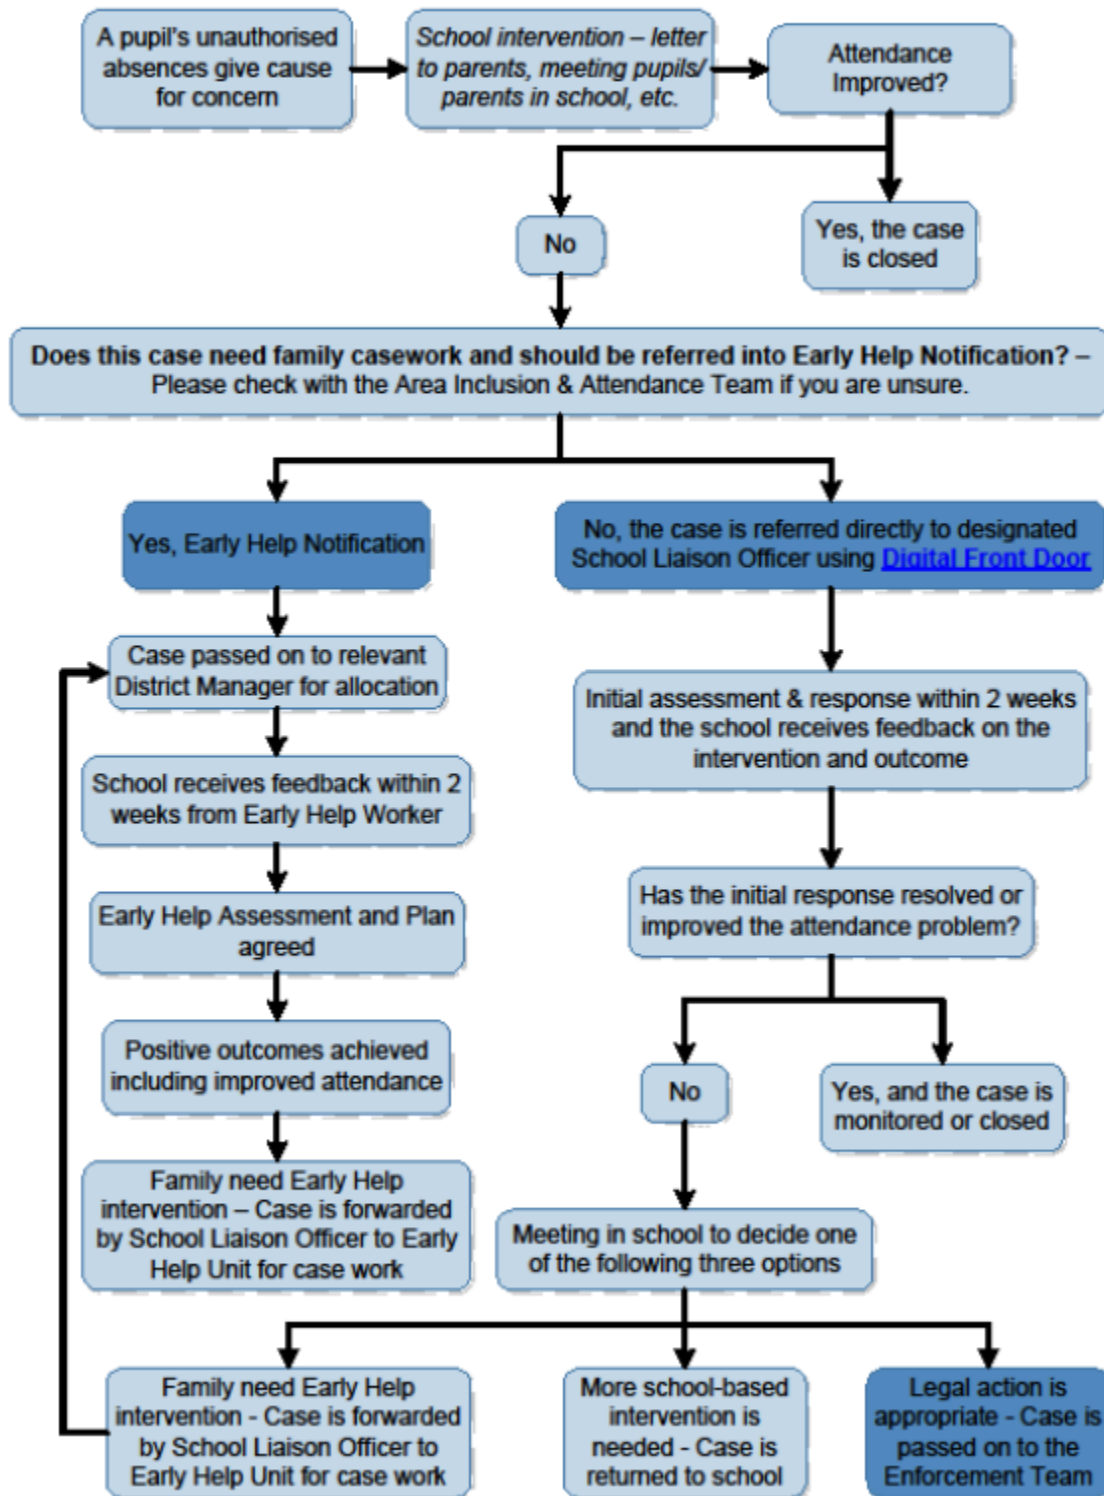 A pupil's unauthorised
absences give cause
for concern
School intervention – letter
to parents, meeting pupils/
parents in school, etc.
Attendance
Improved?
No
Yes, the case
is closed
Does this case need family casework and should be referred into Early Help Notification? –
Please check with the Area Inclusion & Attendance Team if you are unsure.
Yes, Early Help Notification
No, the case is referred directly to designated
School Liaison Officer using Digital Front Door
Case passed on to relevant
District Manager for allocation
Initial assessment & response within 2 weeks
and the school receives feedback on the
intervention and outcome
School receives feedback within 2
weeks from Early Help Worker
Has the initial response resolved or
improved the attendance problem?
Early Help Assessment and Plan
agreed
Positive outcomes achieved
including improved attendance
No
Yes, and the case is
monitored or closed
Family need Early Help
intervention – Case is forwarded
by School Liaison Officer to Early
Help Unit for case work
Meeting in school to decide one
of the following three options
Family need Early Help
intervention - Case is forwarded
by School Liaison Officer to
Early Help Unit for case work
More school-based
intervention is
needed - Case is
returned to school
Legal action is
appropriate - Case is
passed on to the
Enforcement Team